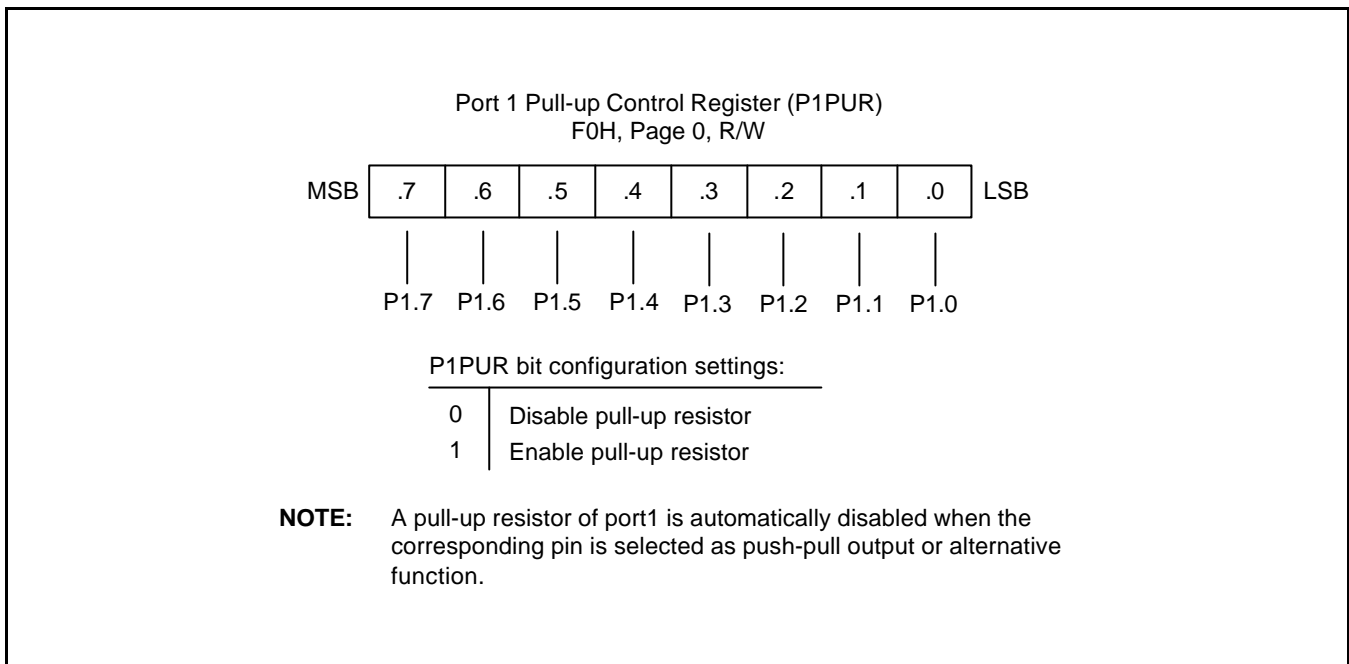 Port 1 Pull-up Control Register (P1PUR)
F0H, Page 0, R/W
MSB .7 .6 .5 .4 .3 .2 .1 .0 LSB
P1.7 P1.6 P1.5 P1.4 P1.3 P1.2 P1.1 P1.0
P1PUR bit configuration settings:
0 Disable pull-up resistor
1 Enable pull-up resistor
NOTE: A pull-up resistor of port1 is automatically disabled when the
corresponding pin is selected as push-pull output or alternative
function.